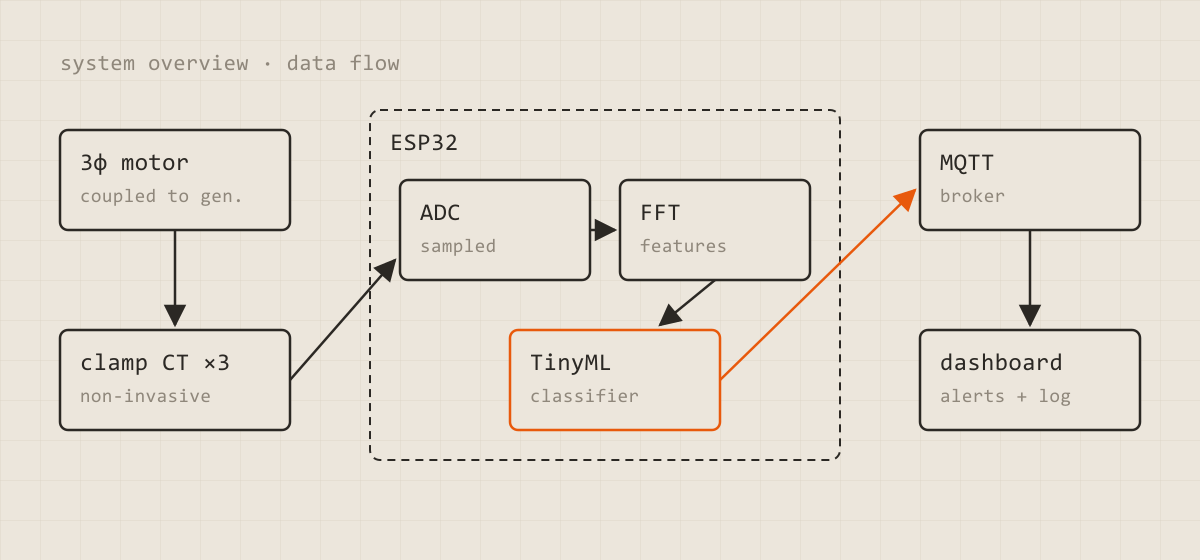 system overview · data flow
3ϕ motor
coupled to gen.
clamp CT ×3
non-invasive
ESP32
ADC
sampled
FFT
features
TinyML
classifier
MQTT
broker
dashboard
alerts + log